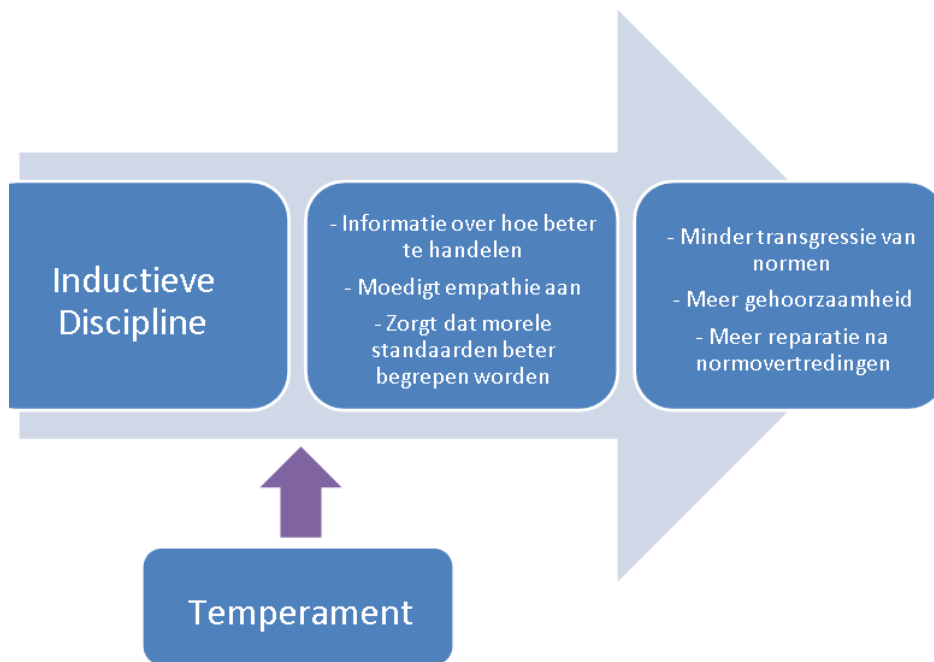 Inductieve
Discipline
- Informatie over hoe beter
te handelen
- Moedigt empathie aan
- Zorgt dat morele
standaarden beter
begrepen worden
- Minder transgressie van
normen
- Meer gehoorzaamheid
- Meer reparatie na
normovertredingen
Temperament